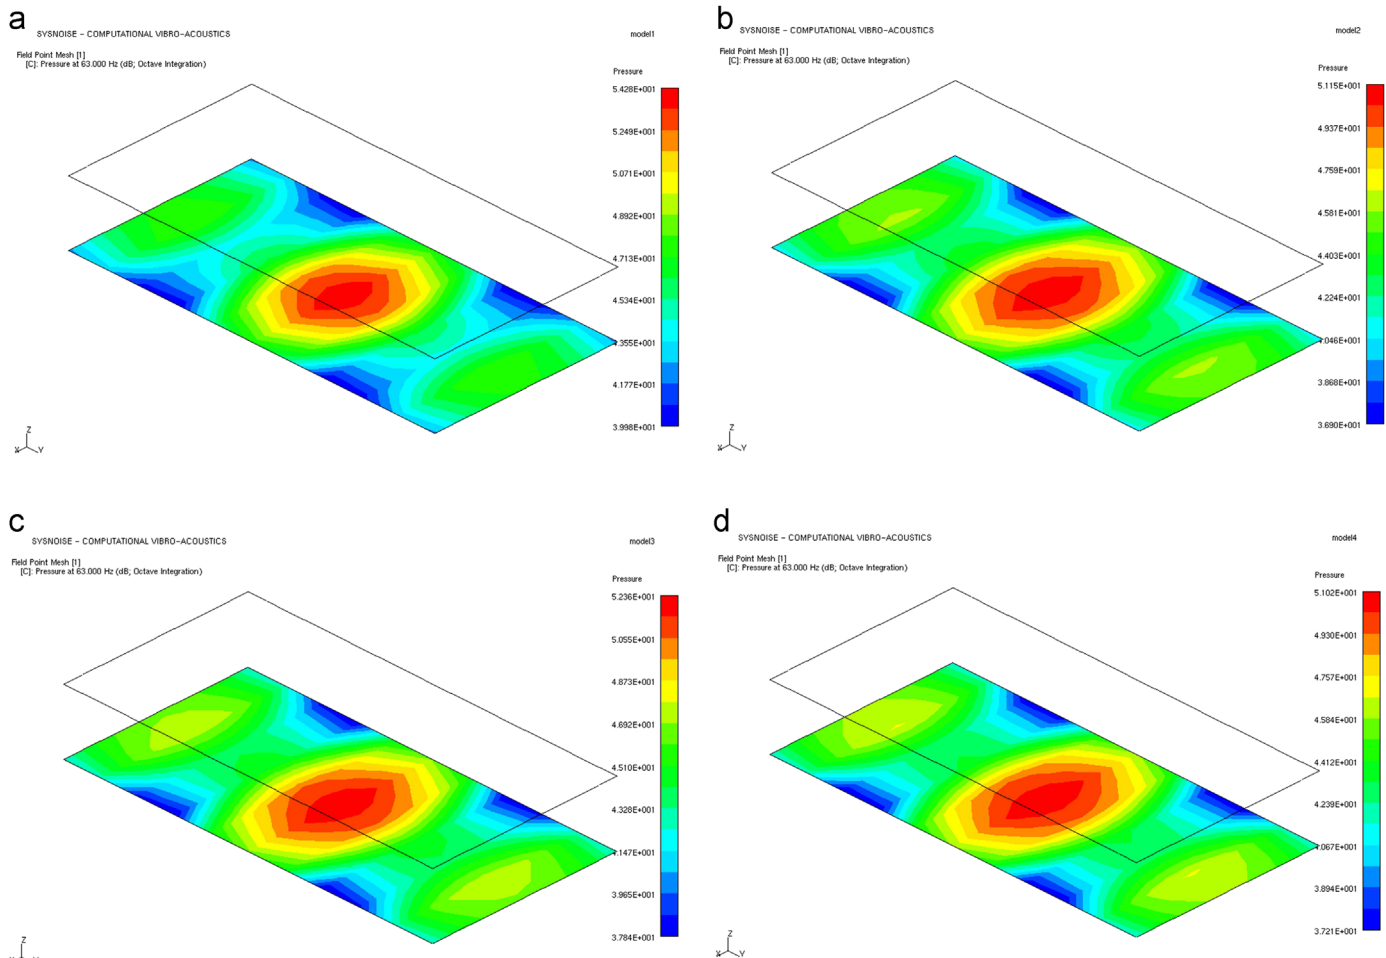 a
SYSNOISE - COMPUTATIONAL VIBRO-ACOUSTICS
model1
Field Point Mesh [1]
[C]: Pressure at 63.000 Hz (dB; Octave Integration)
Pressure
5.428E+001
5.249E+001
5.071E+001
4.892E+001
4.713E+001
4.534E+001
.355E+001
4.177E+001
3.998E+001
Z
X
Y
b
SYSNOISE - COMPUTATIONAL VIBRO-ACOUSTICS
model2
Field Point Mesh [1]
[C]: Pressure at 63.000 Hz (dB; Octave Integration)
Pressure
5.115E+001
4.937E+001
4.759E+001
4.581E+001
4.403E+001
4.224E+001
.046E+001
3.868E+001
3.690E+001
Z
X
Y
c
SYSNOISE - COMPUTATIONAL VIBRO-ACOUSTICS
model3
Field Point Mesh [1]
[C]: Pressure at 63.000 Hz (dB; Octave Integration)
Pressure
5.236E+001
5.055E+001
4.873E+001
4.692E+001
4.510E+001
4.328E+001
.147E+001
3.965E+001
3.784E+001
Z
d
SYSNOISE - COMPUTATIONAL VIBRO-ACOUSTICS
model4
Field Point Mesh [1]
[C]: Pressure at 63.000 Hz (dB; Octave Integration)
Pressure
5.102E+001
4.930E+001
4.757E+001
4.584E+001
4.412E+001
4.239E+001
.067E+001
3.894E+001
3.721E+001
Z
X
Y